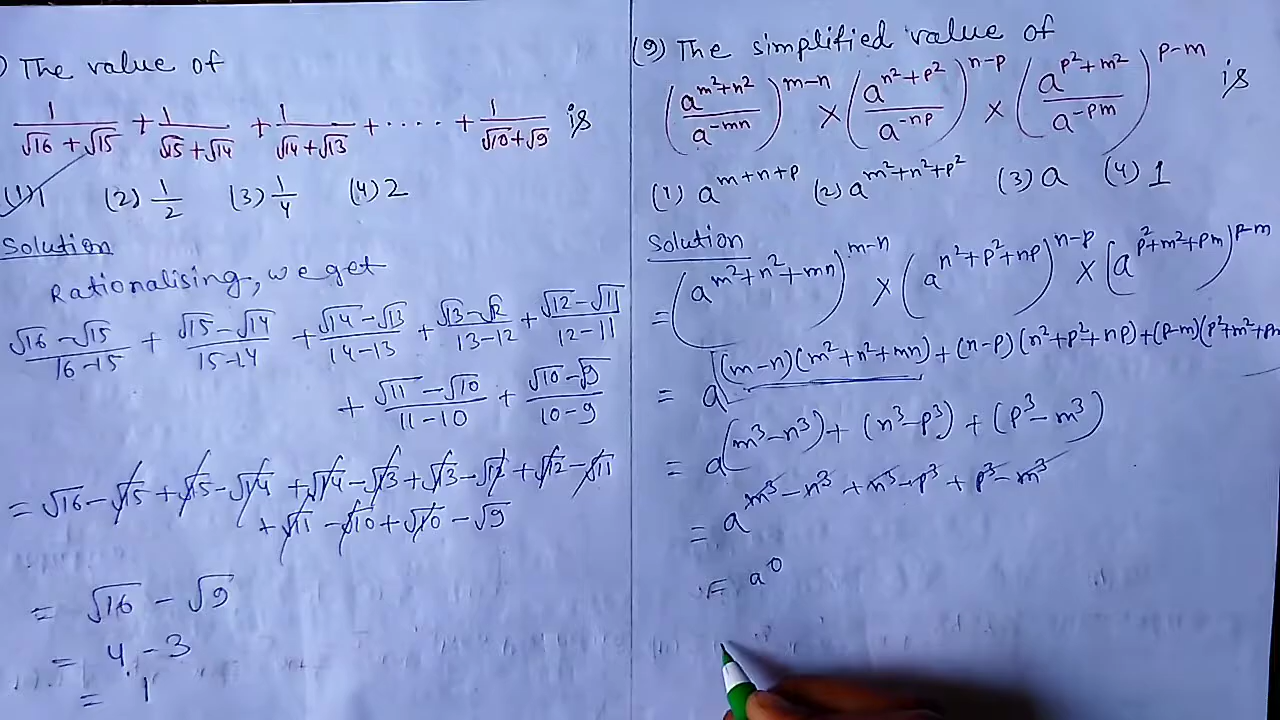 ) The value of
1/(√16 + √15) + 1/(√15 + √14) + 1/(√14 + √13) + ..... + 1/(√10 + √9) is
(1) 1 (2) 1/2 (3) 1/4 (4) 2
Solution
Rationalising, we get
(√16 - √15)/(16-15) + (√15 - √14)/(15-14) + (√14 - √13)/(14-13) + (√13 - √12)/(13-12) + (√12 - √11)/(12-11)
+ (√11 - √10)/(11-10) + (√10 - √9)/(10-9)
= √16 - √15 + √15 - √14 + √14 - √13 + √13 - √12 + √12 - √11
+ √11 - √10 + √10 - √9
= √16 - √9
= 4 - 3
= 1
(9) The simplified value of
(a^(m²+n²)/a^(-mn))^(m-n) × (a^(n²+p²)/a^(-np))^(n-p) × (a^(p²+m²)/a^(-pm))^(p-m) is
(1) a^(m+n+p) (2) a^(m²+n²+p²) (3) a (4) 1
Solution
= (a^(m²+n²+mn))^(m-n) × (a^(n²+p²+np))^(n-p) × (a^(p²+m²+pm))^(p-m)
= a^((m-n)(m²+n²+mn) + (n-p)(n²+p²+np) + (p-m)(p²+m²+pm
= a^((m³-n³) + (n³-p³) + (p³-m³))
= a^(m³-n³+n³-p³+p³-m³)
= a⁰